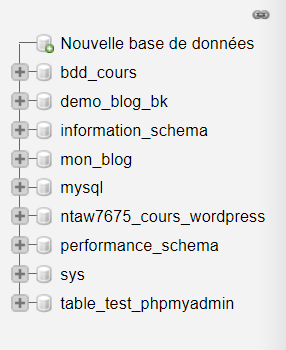 Nouvelle base de données
bdd_cours
demo_blog_bk
information_schema
mon_blog
mysql
ntaw7675_cours_wordpress
performance_schema
sys
table_test_phpmyadmin